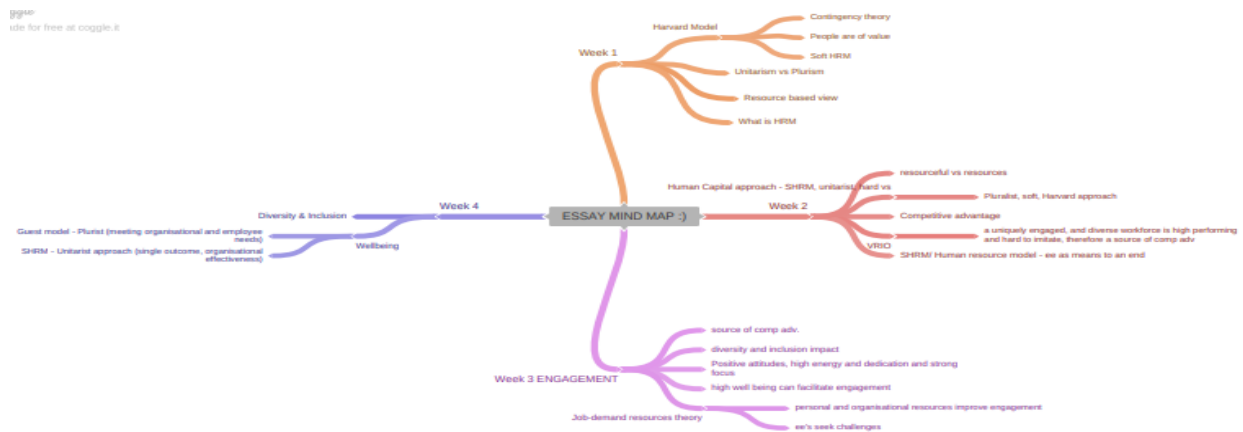 ade for free at coggle.it
Week 1
Harvard Model
Contingency theory
People are of value
Soft HRM
Unitarism vs Plurism
Resource based view
What is HRM
ESSAY MIND MAP :)
Week 2
resourceful vs resources
Human Capital approach - SHRM, unitarist, hard vs
Pluralist, soft, Harvard approach
Competitive advantage
VRIO
a uniquely engaged, and diverse workforce is high performing
and hard to imitate, therefore a source of comp adv
SHRM/ Human resource model - ee as means to an end
Week 4
Diversity & Inclusion
Wellbeing
Guest model - Plurist (meeting organisational and employee
needs)
SHRM - Unitarist approach (single outcome, organisational
effectiveness)
Week 3 ENGAGEMENT
source of comp adv.
diversity and inclusion impact
Positive attitudes, high energy and dedication and strong
focus
high well being can facilitate engagement
Job-demand resources theory
personal and organisational resources improve engagement
ee's seek challenges